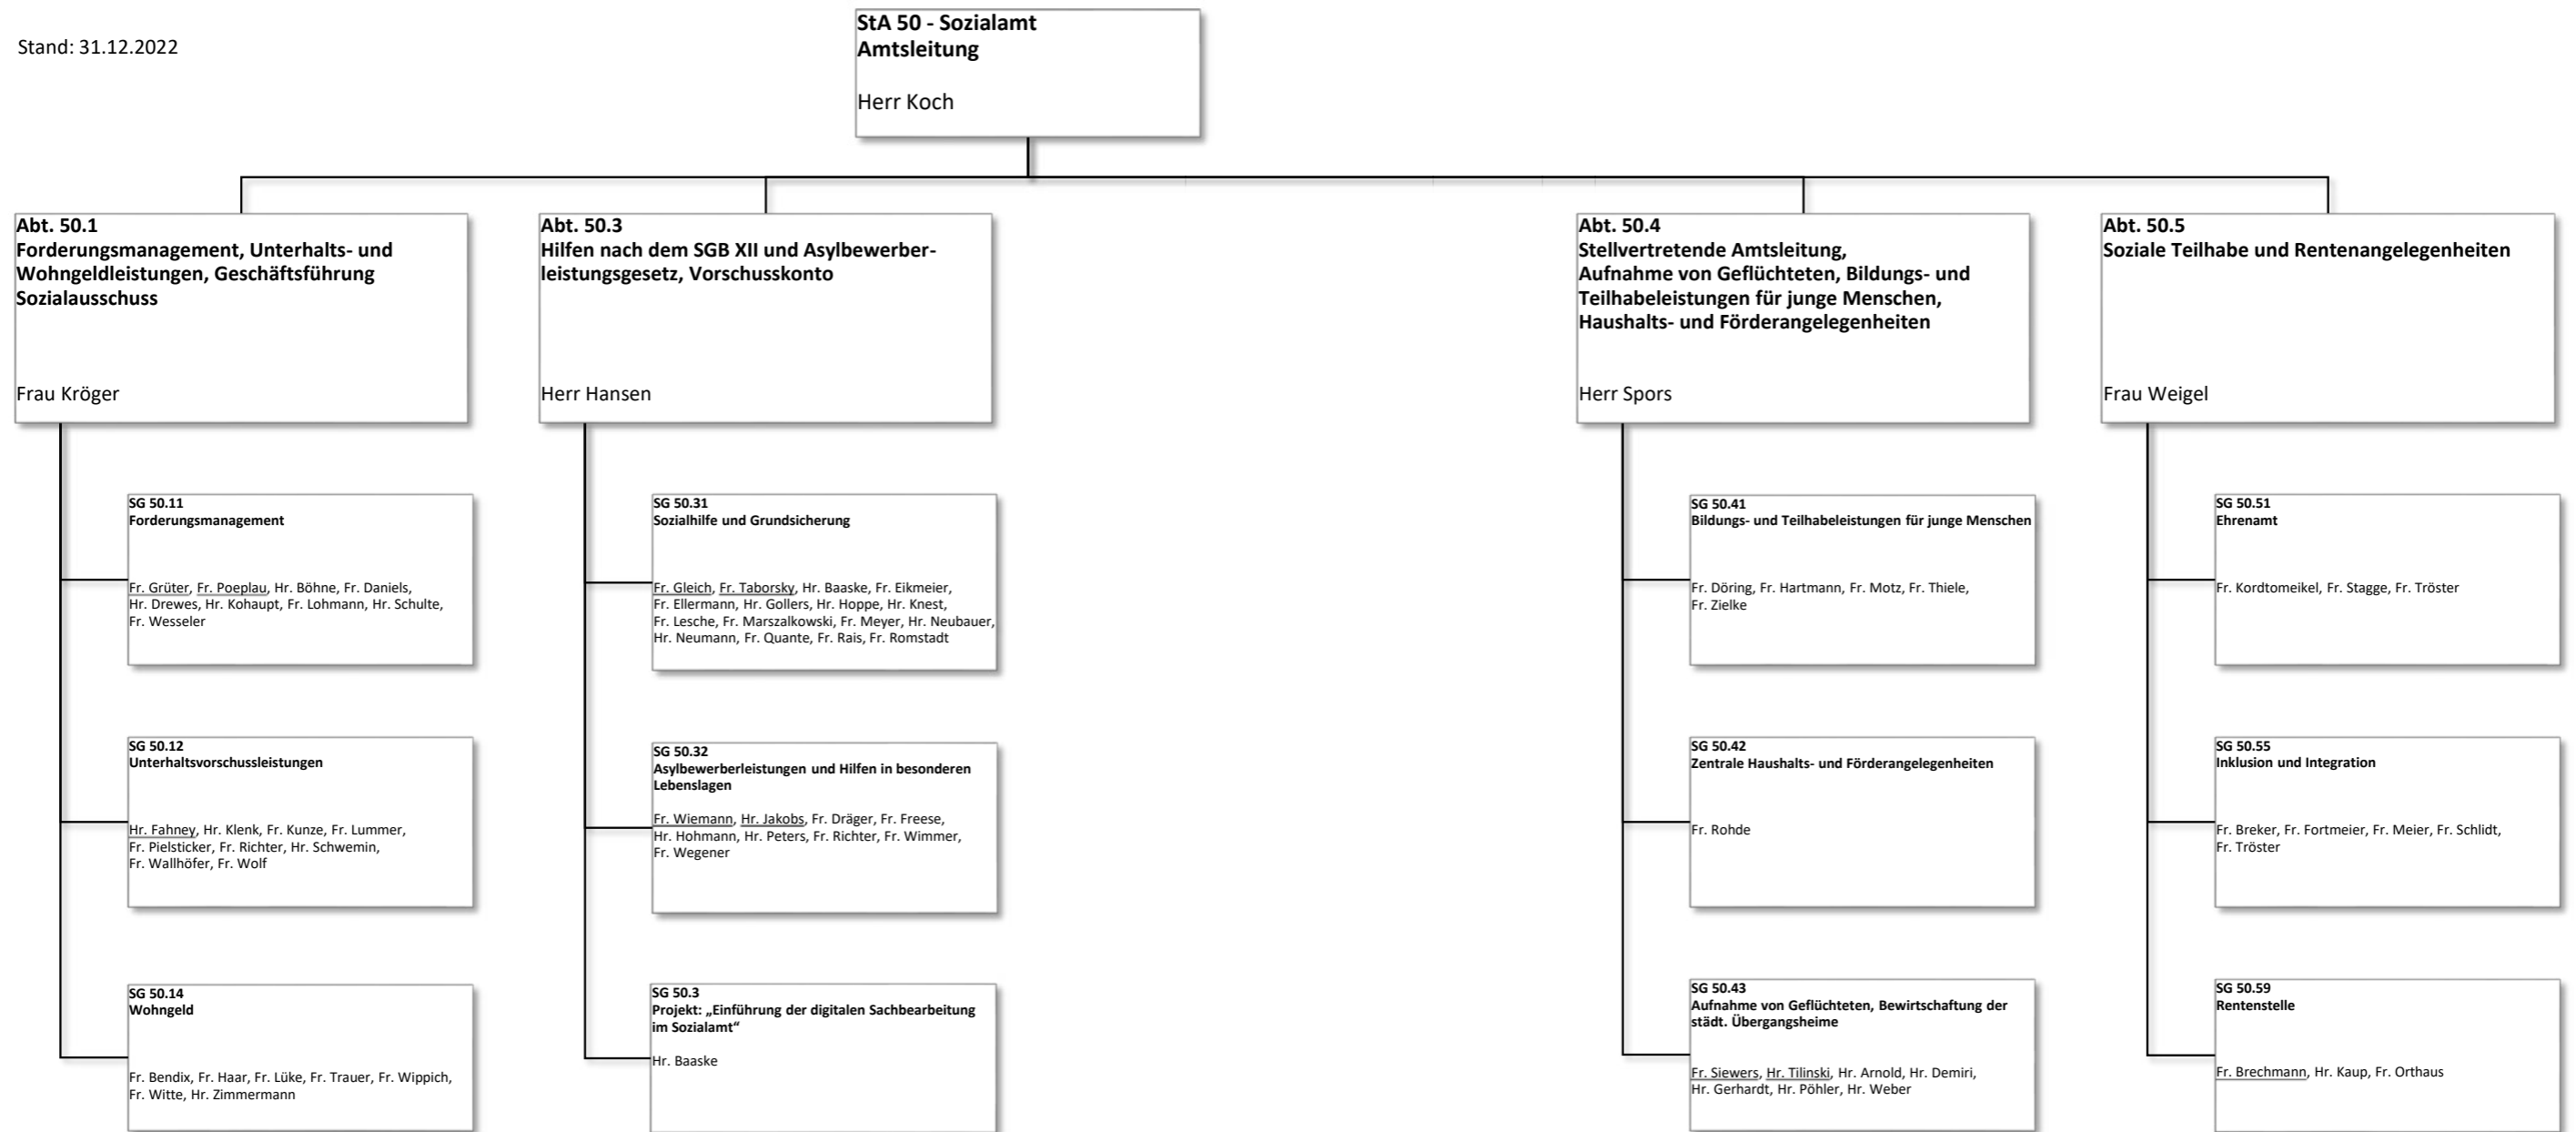 Stand: 31.12.2022
StA 50 - Sozialamt
Amtsleitung
Herr Koch
Abt. 50.1
Forderungsmanagement, Unterhalts- und
Wohngeldleistungen, Geschäftsführung
Sozialausschuss
Frau Kröger
SG 50.11
Forderungsmanagement
Fr. Grüter, Fr. Poeplau, Hr. Böhne, Fr. Daniels,
Hr. Drewes, Hr. Kohaupt, Fr. Lohmann, Hr. Schulte,
Fr. Wesseler
SG 50.12
Unterhaltsvorschussleistungen
Hr. Fahney, Hr. Klenk, Fr. Kunze, Fr. Lummer,
Fr. Pielsticker, Fr. Richter, Hr. Schwemin,
Fr. Wallhöfer, Fr. Wolf
SG 50.14
Wohngeld
Fr. Bendix, Fr. Haar, Fr. Lüke, Fr. Trauer, Fr. Wippich,
Fr. Witte, Hr. Zimmermann
Abt. 50.3
Hilfen nach dem SGB XII und Asylbewerber-
leistungsgesetz, Vorschusskonto
Herr Hansen
SG 50.31
Sozialhilfe und Grundsicherung
Fr. Gleich, Fr. Taborsky, Hr. Baaske, Fr. Eikmeier,
Fr. Ellermann, Hr. Gollers, Hr. Hoppe, Hr. Knest,
Fr. Lesche, Fr. Marszalkowski, Fr. Meyer, Hr. Neubauer,
Hr. Neumann, Fr. Quante, Fr. Rais, Fr. Romstadt
SG 50.32
Asylbewerberleistungen und Hilfen in besonderen
Lebenslagen
Fr. Wiemann, Hr. Jakobs, Fr. Dräger, Fr. Freese,
Hr. Hohmann, Hr. Peters, Fr. Richter, Fr. Wimmer,
Fr. Wegener
SG 50.3
Projekt: „Einführung der digitalen Sachbearbeitung
im Sozialamt“
Hr. Baaske
Abt. 50.4
Stellvertretende Amtsleitung,
Aufnahme von Geflüchteten, Bildungs- und
Teilhabeleistungen für junge Menschen,
Haushalts- und Förderangelegenheiten
Herr Spors
SG 50.41
Bildungs- und Teilhabeleistungen für junge Menschen
Fr. Döring, Fr. Hartmann, Fr. Motz, Fr. Thiele,
Fr. Zielke
SG 50.42
Zentrale Haushalts- und Förderangelegenheiten
Fr. Rohde
SG 50.43
Aufnahme von Geflüchteten, Bewirtschaftung der
städt. Übergangsheime
Fr. Siewers, Hr. Tilinski, Hr. Arnold, Hr. Demiri,
Hr. Gerhardt, Hr. Pöhler, Hr. Weber
Abt. 50.5
Soziale Teilhabe und Rentenangelegenheiten
Frau Weigel
SG 50.51
Ehrenamt
Fr. Kordtomeikel, Fr. Stagge, Fr. Tröster
SG 50.55
Inklusion und Integration
Fr. Breker, Fr. Fortmeier, Fr. Meier, Fr. Schlidt,
Fr. Tröster
SG 50.59
Rentenstelle
Fr. Brechmann, Hr. Kaup, Fr. Orthaus